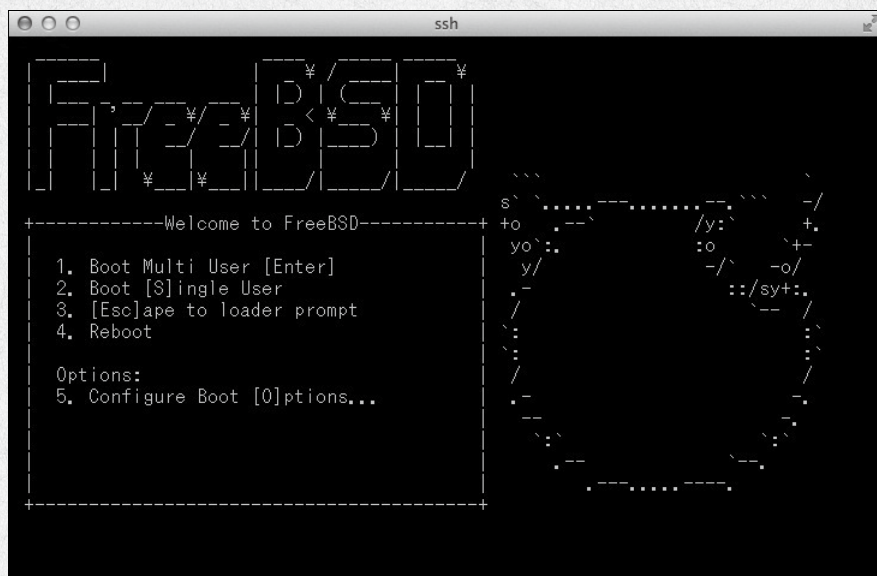 ssh
FreeBSD
Welcome to FreeBSD
1. Boot Multi User [Enter]
2. Boot [S]ingle User
3. [Esc]ape to loader prompt
4. Reboot
Options:
5. Configure Boot [O]ptions...